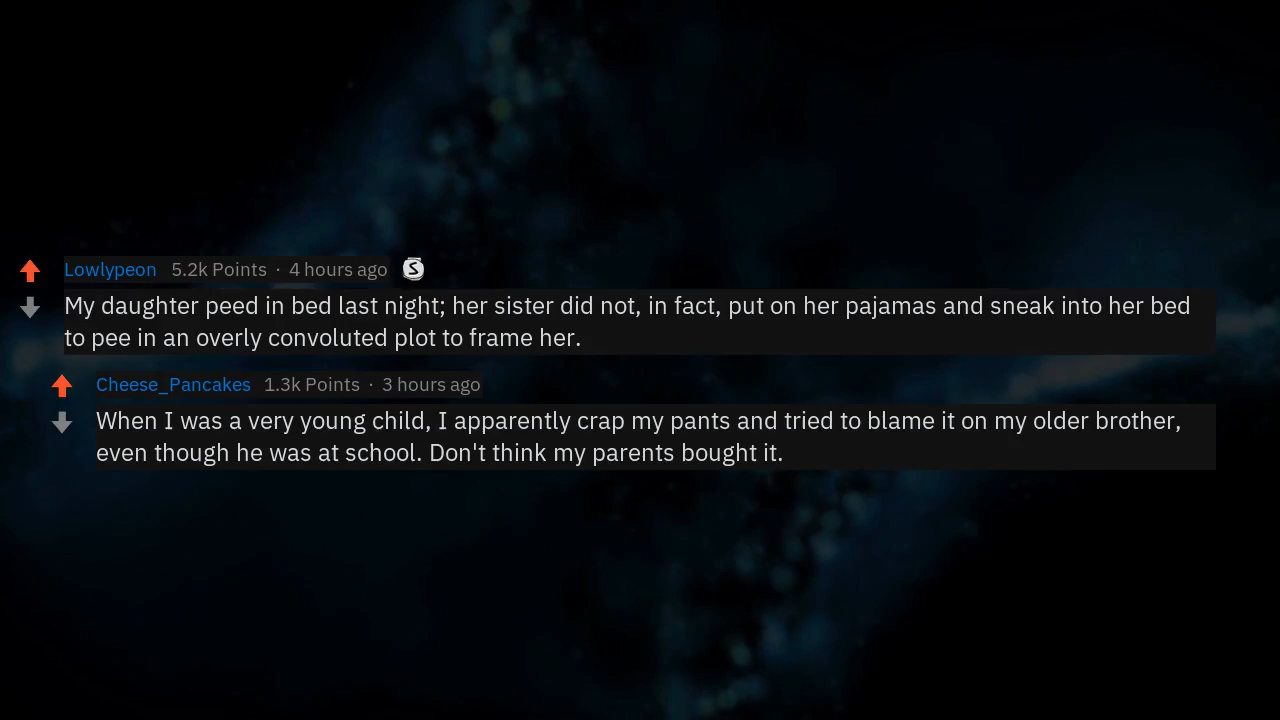 Lowlypeon 5.2k Points · 4 hours ago S
My daughter peed in bed last night; her sister did not, in fact, put on her pajamas and sneak into her bed
to pee in an overly convoluted plot to frame her.
Cheese_Pancakes 1.3k Points · 3 hours ago
When I was a very young child, I apparently crap my pants and tried to blame it on my older brother,
even though he was at school. Don't think my parents bought it.